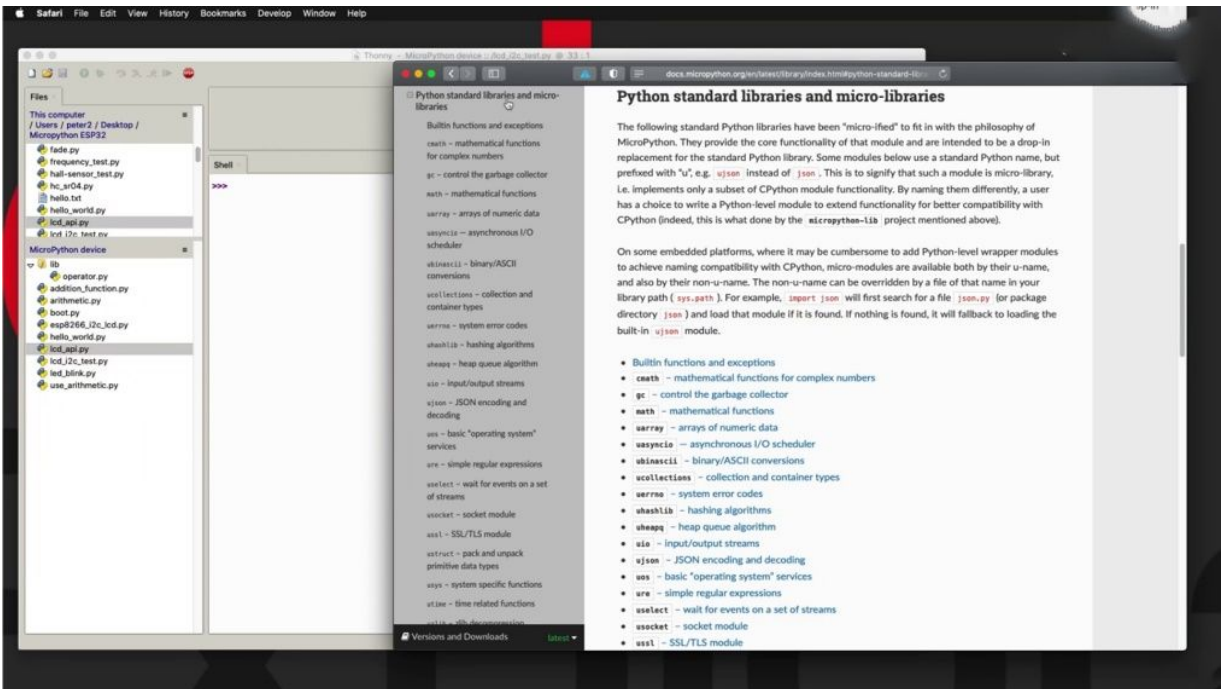 Safari File Edit View History Bookmarks Develop Window Help
Thonny - MicroPython device :: /lcd_i2c_test.py @ 33 : 1
Files
This computer
/ Users / peter2 / Desktop /
Micropython ESP32
fade.py
frequency_test.py
hall-sensor_test.py
hc_sr04.py
hello.txt
hello_world.py
lcd_api.py
lcd_i2c_test.py
MicroPython device
lib
operator.py
addition_function.py
arithmetic.py
boot.py
esp8266_i2c_lcd.py
hello_world.py
lcd_api.py
lcd_i2c_test.py
led_blink.py
use_arithmetic.py
Shell
>>>
docs.micropython.org/en/latest/library/index.html#python-standard-libr
Python standard libraries and micro-
libraries
Builtin functions and exceptions
cmath – mathematical functions
for complex numbers
gc – control the garbage collector
math – mathematical functions
uarray – arrays of numeric data
uasyncio — asynchronous I/O
scheduler
ubinascii – binary/ASCII
conversions
ucollections – collection and
container types
uerrno – system error codes
uhashlib – hashing algorithms
uheapq – heap queue algorithm
uio – input/output streams
ujson – JSON encoding and
decoding
uos – basic "operating system"
services
ure – simple regular expressions
uselect – wait for events on a set
of streams
usocket – socket module
ussl – SSL/TLS module
ustruct – pack and unpack
primitive data types
usys – system specific functions
utime – time related functions
uzlib – zlib decompression
Versions and Downloads latest
Python standard libraries and micro-libraries
The following standard Python libraries have been "micro-ified" to fit in with the philosophy of
MicroPython. They provide the core functionality of that module and are intended to be a drop-in
replacement for the standard Python library. Some modules below use a standard Python name, but
prefixed with "u", e.g. ujson instead of json . This is to signify that such a module is micro-library,
i.e. implements only a subset of CPython module functionality. By naming them differently, a user
has a choice to write a Python-level module to extend functionality for better compatibility with
CPython (indeed, this is what done by the micropython-lib project mentioned above).
On some embedded platforms, where it may be cumbersome to add Python-level wrapper modules
to achieve naming compatibility with CPython, micro-modules are available both by their u-name,
and also by their non-u-name. The non-u-name can be overridden by a file of that name in your
library path ( sys.path ). For example, import json will first search for a file json.py (or package
directory json ) and load that module if it is found. If nothing is found, it will fallback to loading the
built-in ujson module.
• Builtin functions and exceptions
• cmath – mathematical functions for complex numbers
• gc – control the garbage collector
• math – mathematical functions
• uarray – arrays of numeric data
• uasyncio — asynchronous I/O scheduler
• ubinascii – binary/ASCII conversions
• ucollections – collection and container types
• uerrno – system error codes
• uhashlib – hashing algorithms
• uheapq – heap queue algorithm
• uio – input/output streams
• ujson – JSON encoding and decoding
• uos – basic "operating system" services
• ure – simple regular expressions
• uselect – wait for events on a set of streams
• usocket – socket module
• ussl – SSL/TLS module